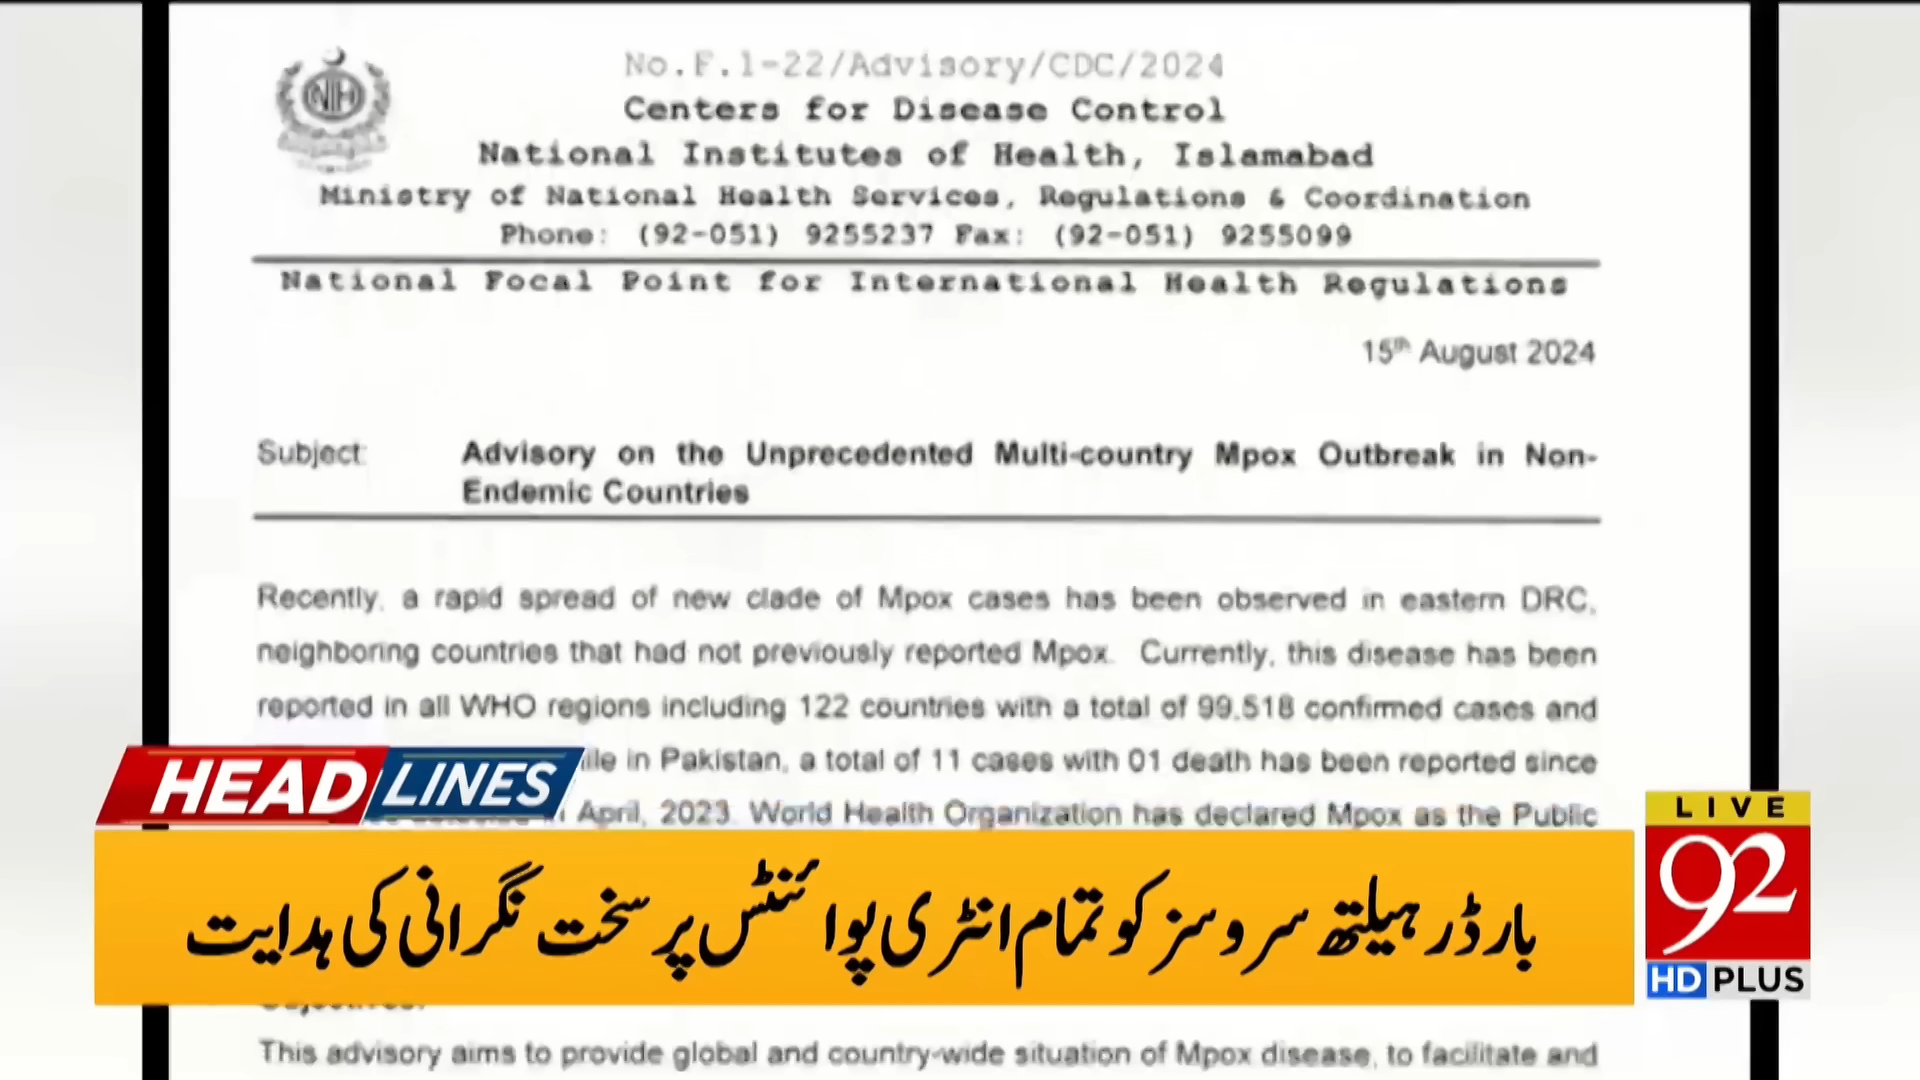 NIH
No.F.1-22/Advisory/CDC/2024
Centers for Disease Control
National Institutes of Health, Islamabad
Ministry of National Health Services, Regulations & Coordination
Phone: (92-051) 9255237 Fax: (92-051) 9255099
National Focal Point for International Health Regulations
15th August 2024
Subject: Advisory on the Unprecedented Multi-country Mpox Outbreak in Non-
Endemic Countries
Recently, a rapid spread of new clade of Mpox cases has been observed in eastern DRC,
neighboring countries that had not previously reported Mpox. Currently, this disease has been
reported in all WHO regions including 122 countries with a total of 99,518 confirmed cases and
in Pakistan, a total of 11 cases with 01 death has been reported since
April, 2023. World Health Organization has declared Mpox as the Public
HEADLINES
بارڈر ہیلتھ سروسز کو تمام انٹری پوائنٹس پر سخت نگرانی کی ہدایت
LIVE
92
HD PLUS
This advisory aims to provide global and country-wide situation of Mpox disease, to facilitate and